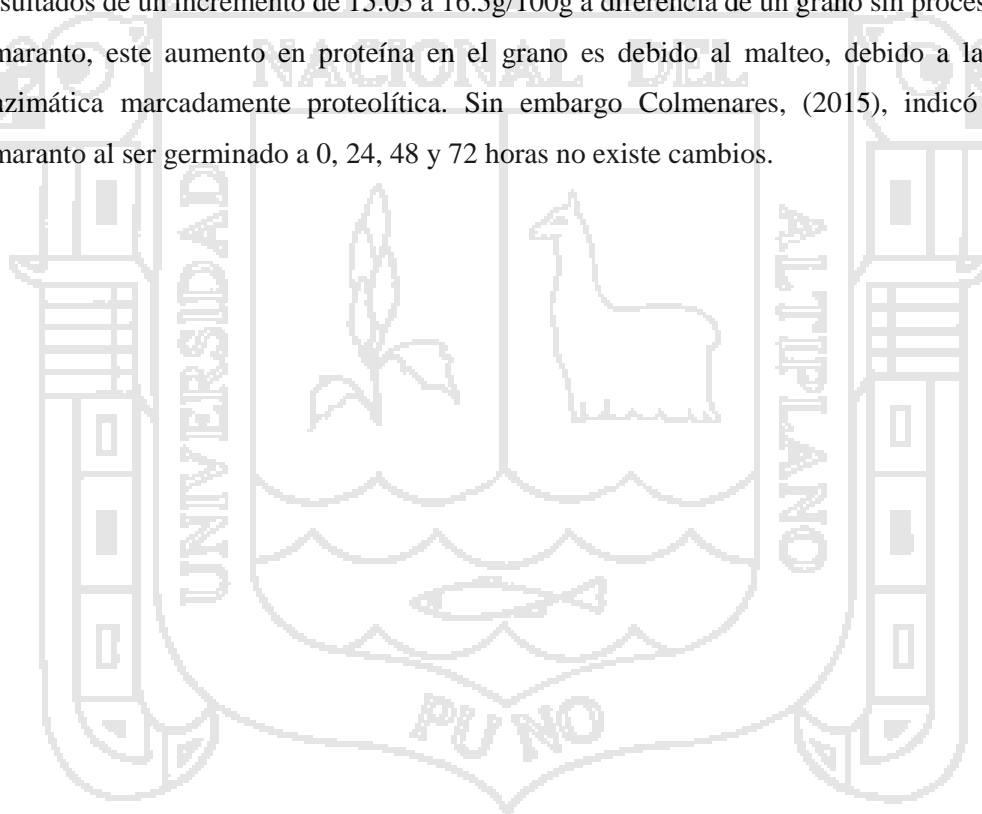 sultados de un incremento de 15.05 a 16.5g/100g a diferencia de un grano sin proces
maranto, este aumento en proteína en el grano es debido al malteo, debido a la
nzimática marcadamente proteolítica. Sin embargo Colmenares, (2015), indicó
maranto al ser germinado a 0, 24, 48 y 72 horas no existe cambios.
NACIONAL DEL
UNIVERSIDAD
ALTIPLANO
PUNO